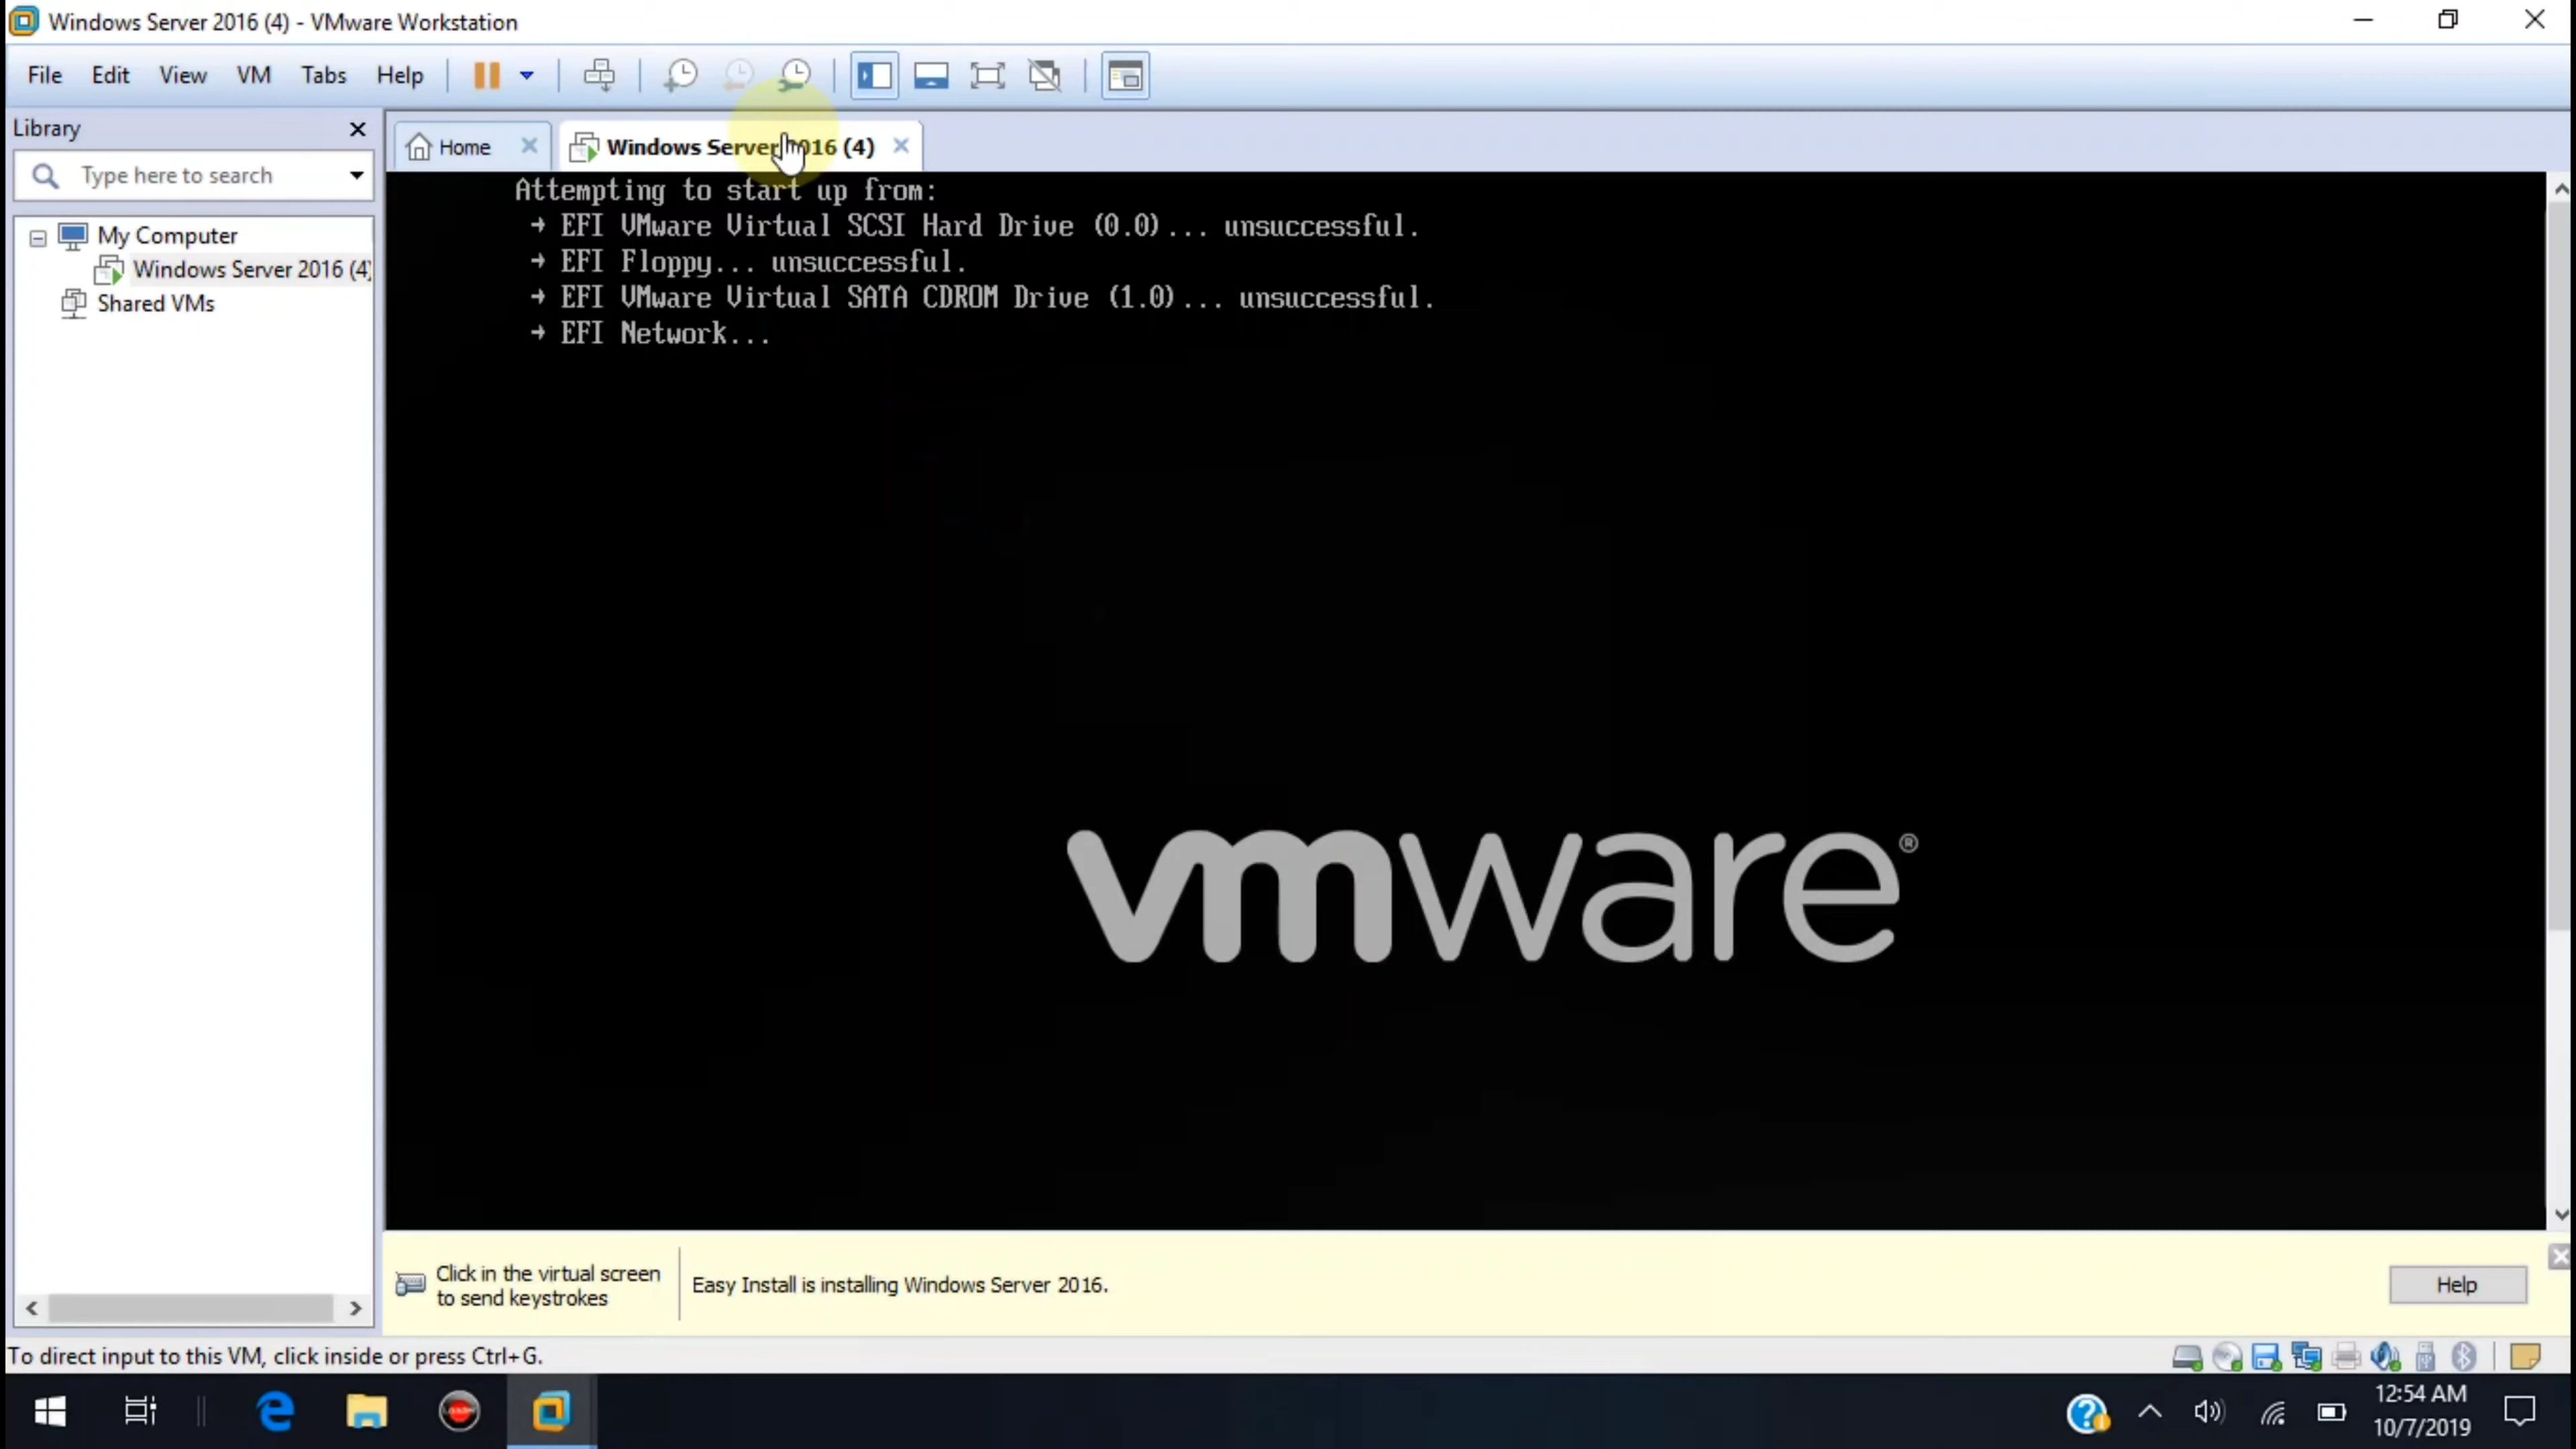 Windows Server 2016 (4) - VMware Workstation
File Edit View VM Tabs Help
Library
Type here to search
My Computer
Windows Server 2016 (4)
Shared VMs
Home
Windows Server 2016 (4)
Attempting to start up from:
→ EFI VMware Virtual SCSI Hard Drive (0.0)... unsuccessful.
→ EFI Floppy... unsuccessful.
→ EFI VMware Virtual SATA CDROM Drive (1.0)... unsuccessful.
→ EFI Network...
vmware®
Click in the virtual screen
to send keystrokes
Easy Install is installing Windows Server 2016.
Help
To direct input to this VM, click inside or press Ctrl+G.
12:54 AM
10/7/2019